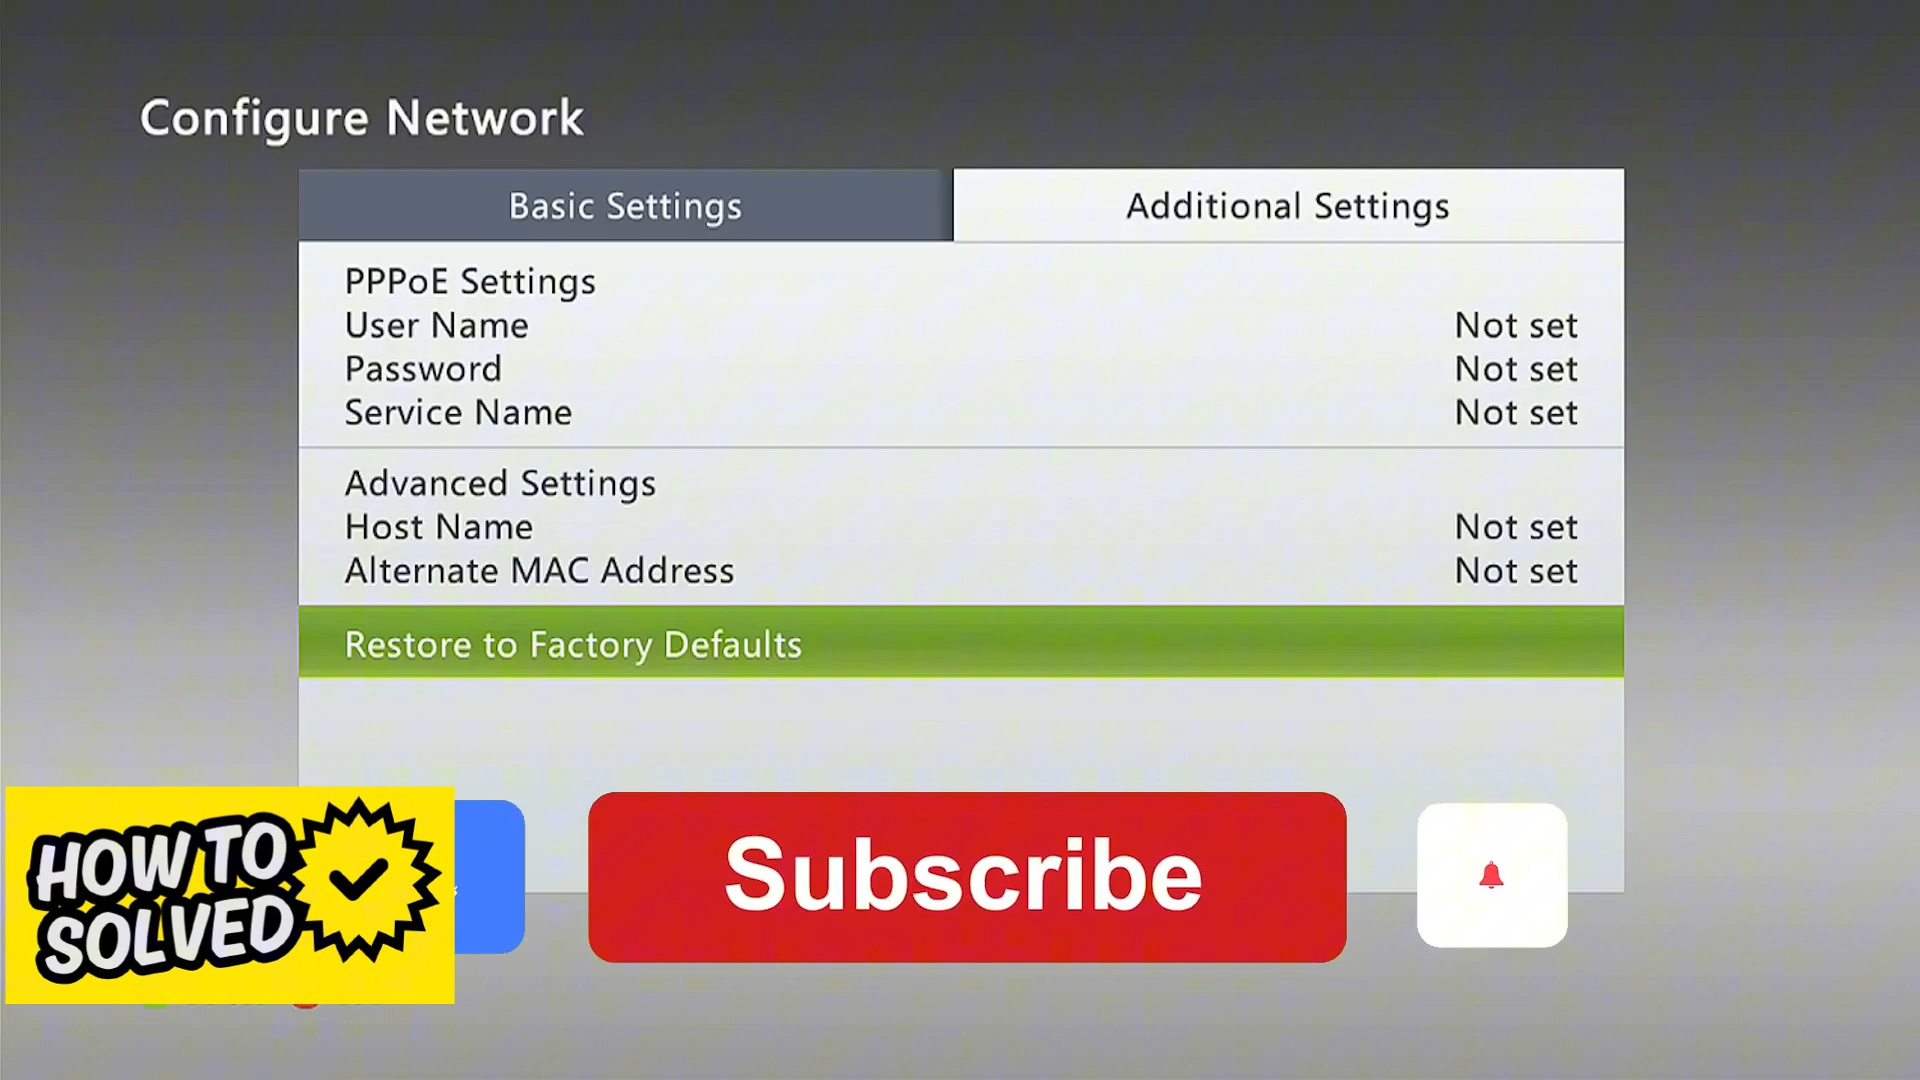 Configure Network
Basic Settings
Additional Settings
PPPoE Settings
User Name Not set
Password Not set
Service Name Not set
Advanced Settings
Host Name Not set
Alternate MAC Address Not set
Restore to Factory Defaults
HOW TO
SOLVED
Subscribe